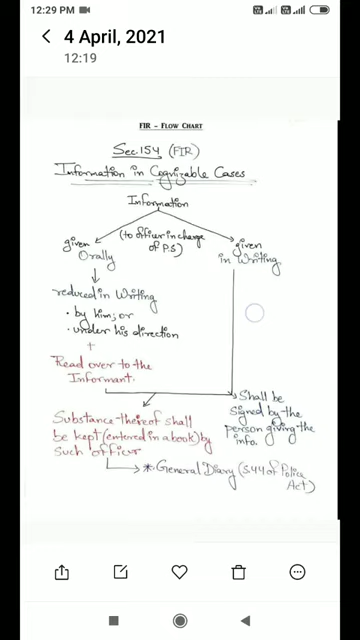 12:29 PM
4 April, 2021
12:19
FIR - FLOW CHART
Sec.154 (FIR)
Information in Cognizable Cases
Information
(to officer in charge
of P.S)
given
Orally
given
in Writing
reduced in Writing
• by him; or
• under his direction
+
Read over to the
Informant.
Shall be
signed by the
person giving the
info.
Substance thereof shall
be kept (entered in a book) by
such officer
* General Diary (S.44 of Police
Act)